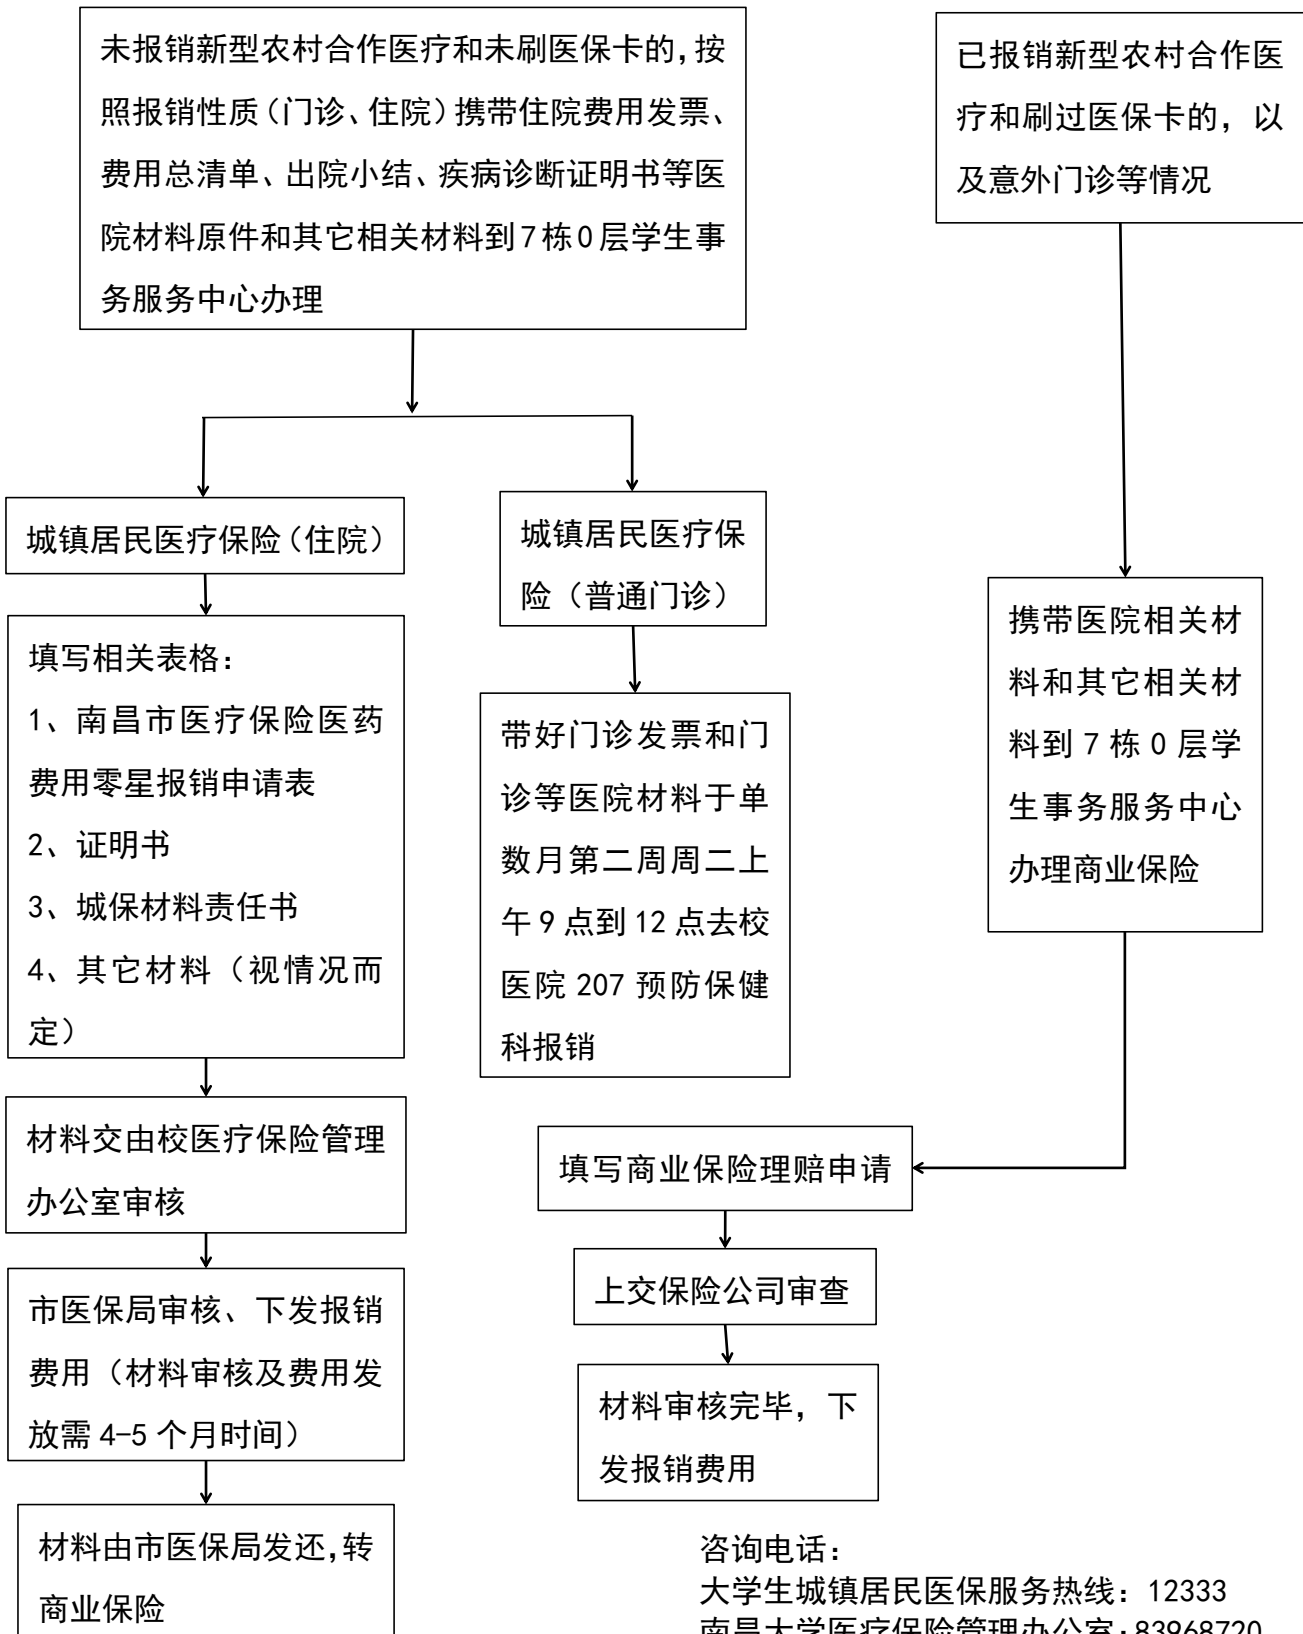 未报销新型农村合作医疗和未刷医保卡的,按
照报销性质(门诊、住院)携带住院费用发票、
费用总清单、出院小结、疾病诊断证明书等医
院材料原件和其它相关材料到7栋0层学生事
务服务中心办理
已报销新型农村合作医
疗和刷过医保卡的，以
及意外门诊等情况
城镇居民医疗保险(住院)
城镇居民医疗保
险（普通门诊）
填写相关表格：
1、南昌市医疗保险医药
费用零星报销申请表
2、证明书
3、城保材料责任书
4、其它材料（视情况而
定）
带好门诊发票和门
诊等医院材料于单
数月第二周周二上
午9点到12点去校
医院 207 预防保健
科报销
携带医院相关材
料和其它相关材
料到7栋0层学
生事务服务中心
办理商业保险
材料交由校医疗保险管理
办公室审核
填写商业保险理赔申请
上交保险公司审查
市医保局审核、下发报销
费用（材料审核及费用发
放需 4-5 个月时间）
材料审核完毕，下
发报销费用
材料由市医保局发还,转
商业保险
咨询电话：
大学生城镇居民医保服务热线：12333
南昌大学医疗保险管理办公室：83968720